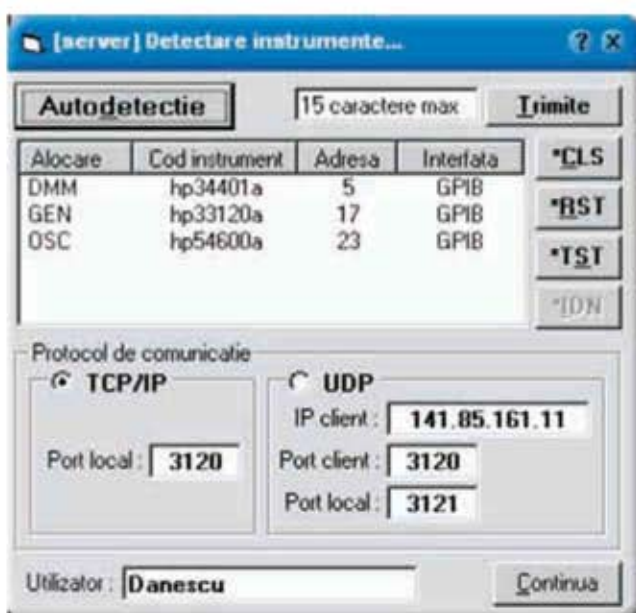 [server] Detectare instrumente...
Autodetectie 15 caractere max Trimite
Alocare Cod instrument Adresa Interfata *CLS
DMM hp34401a 5 GPIB
GEN hp33120a 17 GPIB *RST
OSC hp54600a 23 GPIB
*TST
*IDN
Protocol de comunicatie
TCP/IP UDP
IP client : 141.85.161.11
Port local : 3120 Port client : 3120
Port local : 3121
Utilizator : Danescu Continua